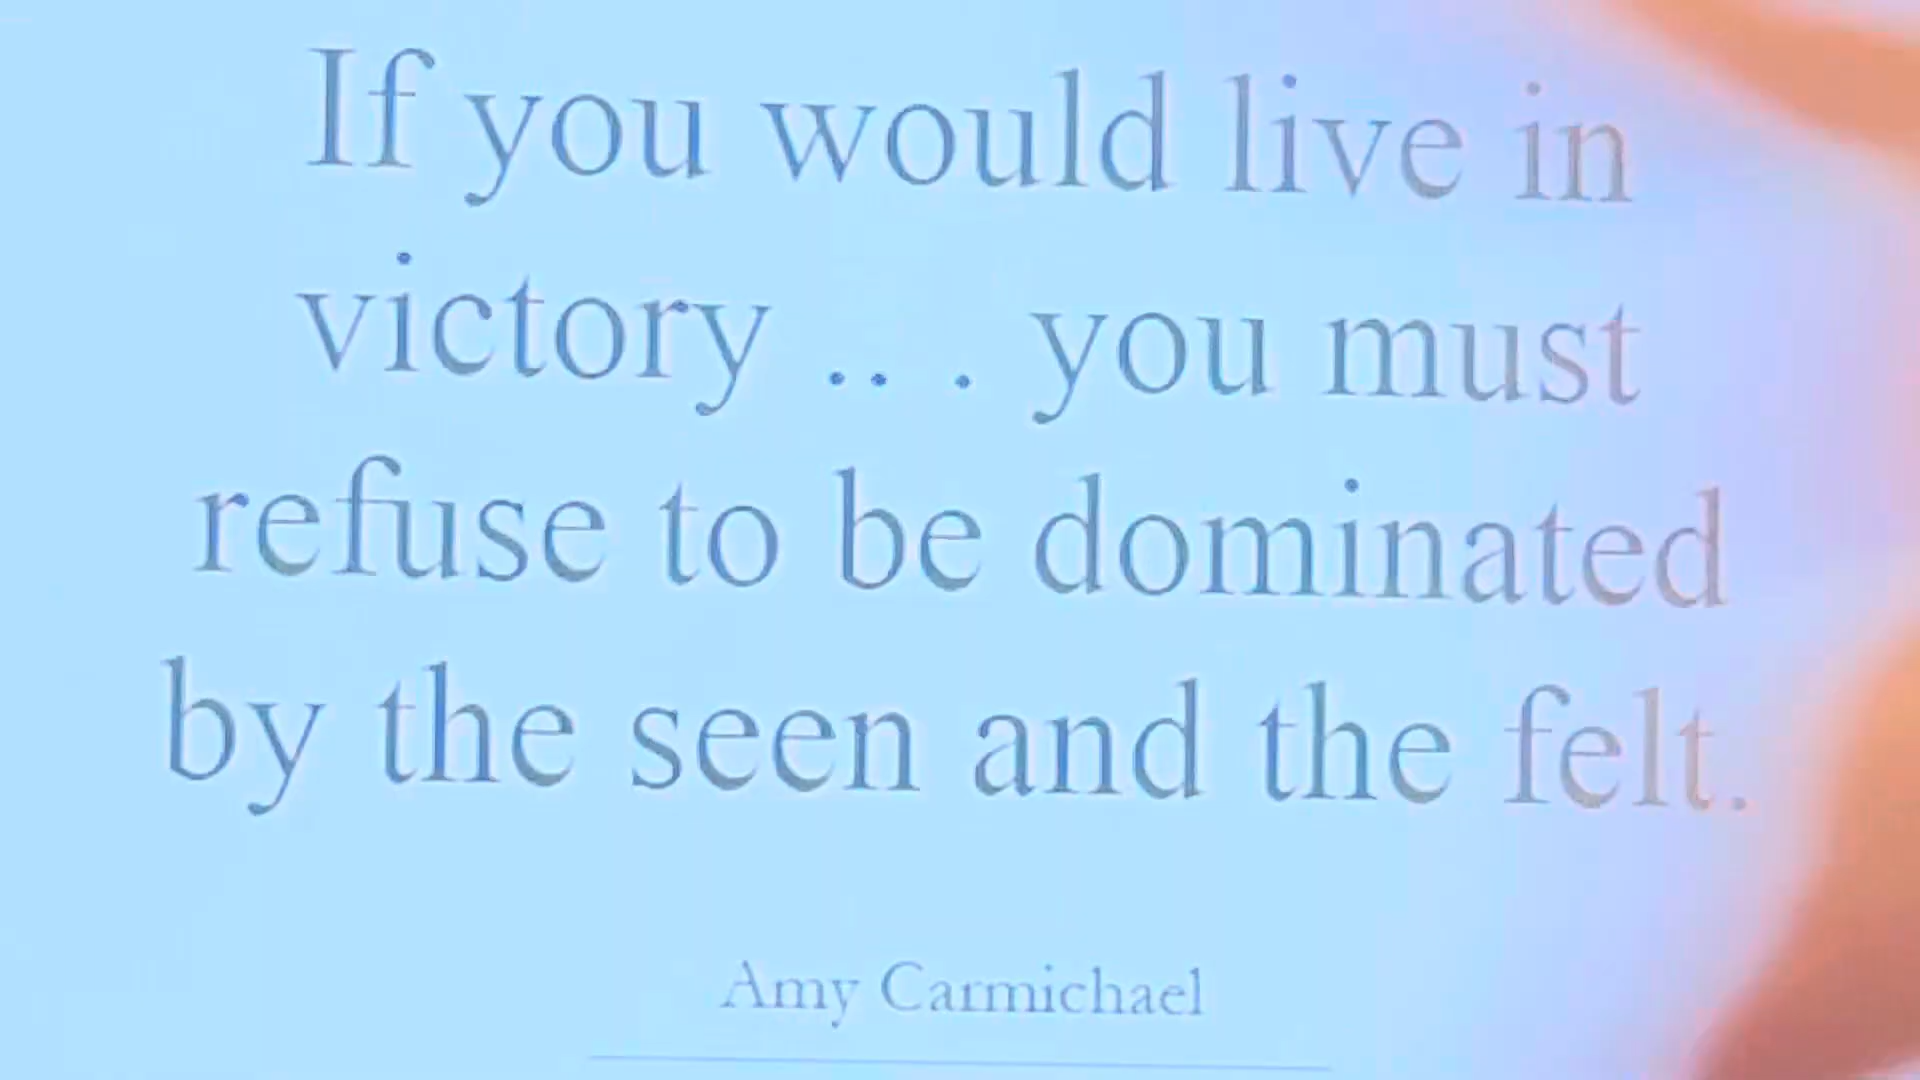 If you would live in
victory .. . you must
refuse to be dominated
by the seen and the felt.
Amy Carmichael